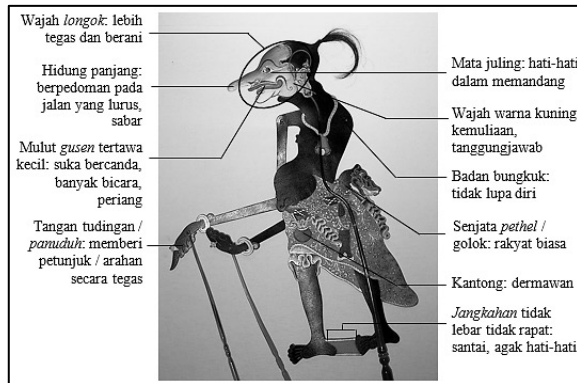 Wajah longok: lebih
tegas dan berani
Hidung panjang:
berpedoman pada
jalan yang lurus,
sabar
Mulut gusen tertawa
kecil: suka bercanda,
banyak bicara,
periang
Tangan tudingan /
panuduh: memberi
petunjuk / arahan
secara tegas
Mata juling: hati-hati
dalam memandang
Wajah warna kuning
kemuliaan,
tanggungjawab
Badan bungkuk:
tidak lupa diri
Senjata pethel /
golok: rakyat biasa
Kantong: dermawan
Jangkahan tidak
lebar tidak rapat:
santai, agak hati-hati